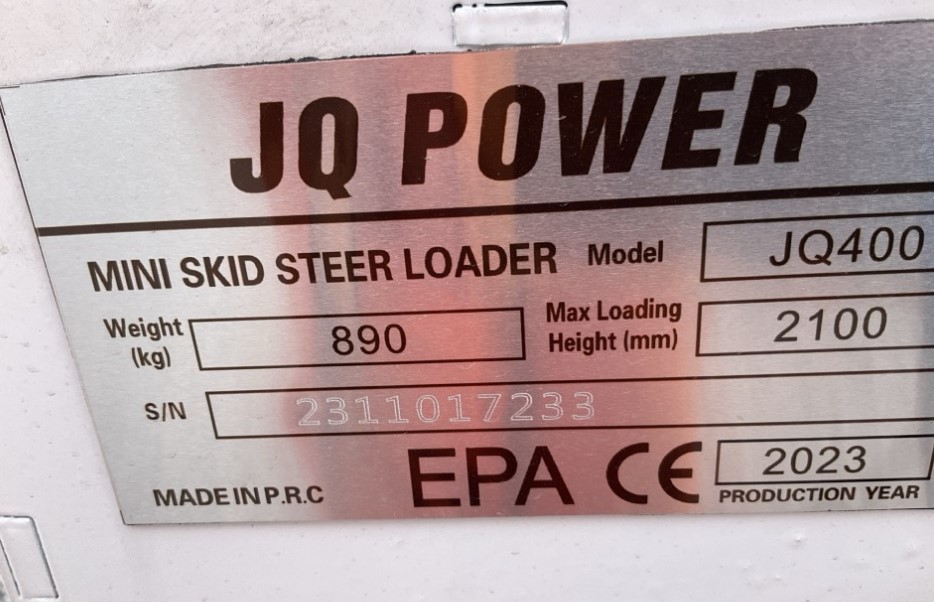 JQ POWER
MINI SKID STEER LOADER Model JQ400
Weight (kg) 890 Max Loading Height (mm) 2100
S/N 2311017233
MADE IN P.R.C EPA CE 2023
PRODUCTION YEAR